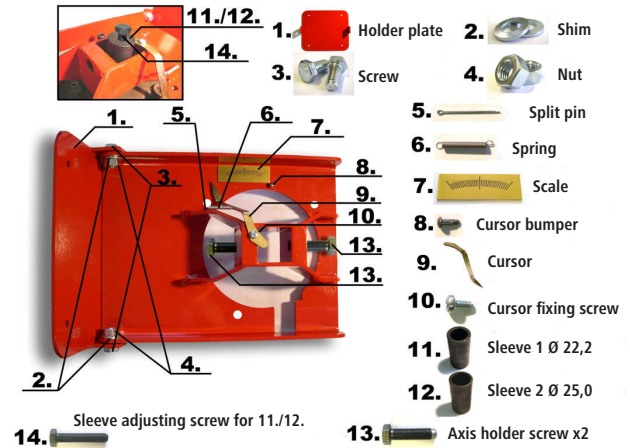 11./12.
14.
1. Holder plate
2. Shim
3. Screw
4. Nut
5. Split pin
6. Spring
7. Scale
8. Cursor bumper
9. Cursor
10. Cursor fixing screw
11. Sleeve 1 Ø 22,2
12. Sleeve 2 Ø 25,0
13. Axis holder screw x2
1.
5.
6.
7.
3.
8.
9.
10.
13.
13.
2.
4.
Sleeve adjusting screw for 11./12.
14.